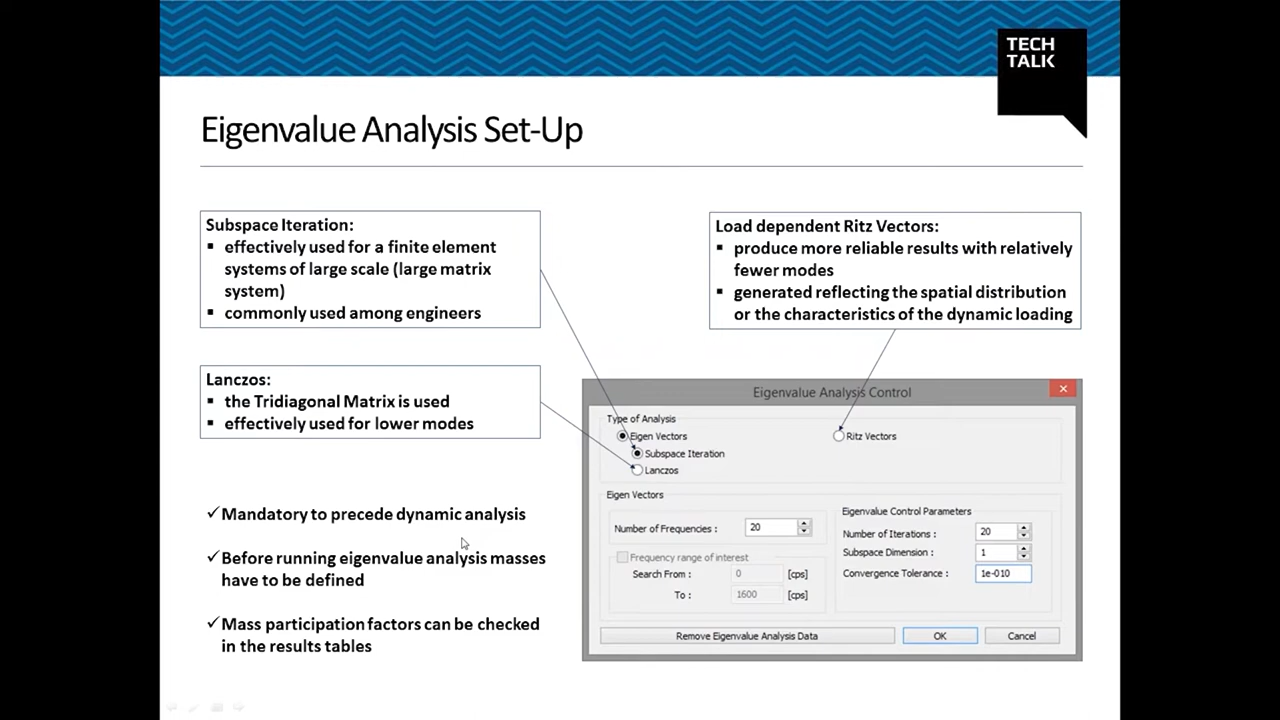 TECH
TALK
Eigenvalue Analysis Set-Up
Subspace Iteration:
▪ effectively used for a finite element
systems of large scale (large matrix
system)
▪ commonly used among engineers
Load dependent Ritz Vectors:
▪ produce more reliable results with relatively
fewer modes
▪ generated reflecting the spatial distribution
or the characteristics of the dynamic loading
Lanczos:
▪ the Tridiagonal Matrix is used
▪ effectively used for lower modes
✓Mandatory to precede dynamic analysis
✓Before running eigenvalue analysis masses
have to be defined
✓Mass participation factors can be checked
in the results tables
Eigenvalue Analysis Control
Type of Analysis
Eigen Vectors
Ritz Vectors
Subspace Iteration
Lanczos
Eigen Vectors
Number of Frequencies : 20
Frequency range of interest
Search From : 0 [cps]
To : 1600 [cps]
Eigenvalue Control Parameters
Number of Iterations : 20
Subspace Dimension : 1
Convergence Tolerance : 1e-010
Remove Eigenvalue Analysis Data
OK
Cancel